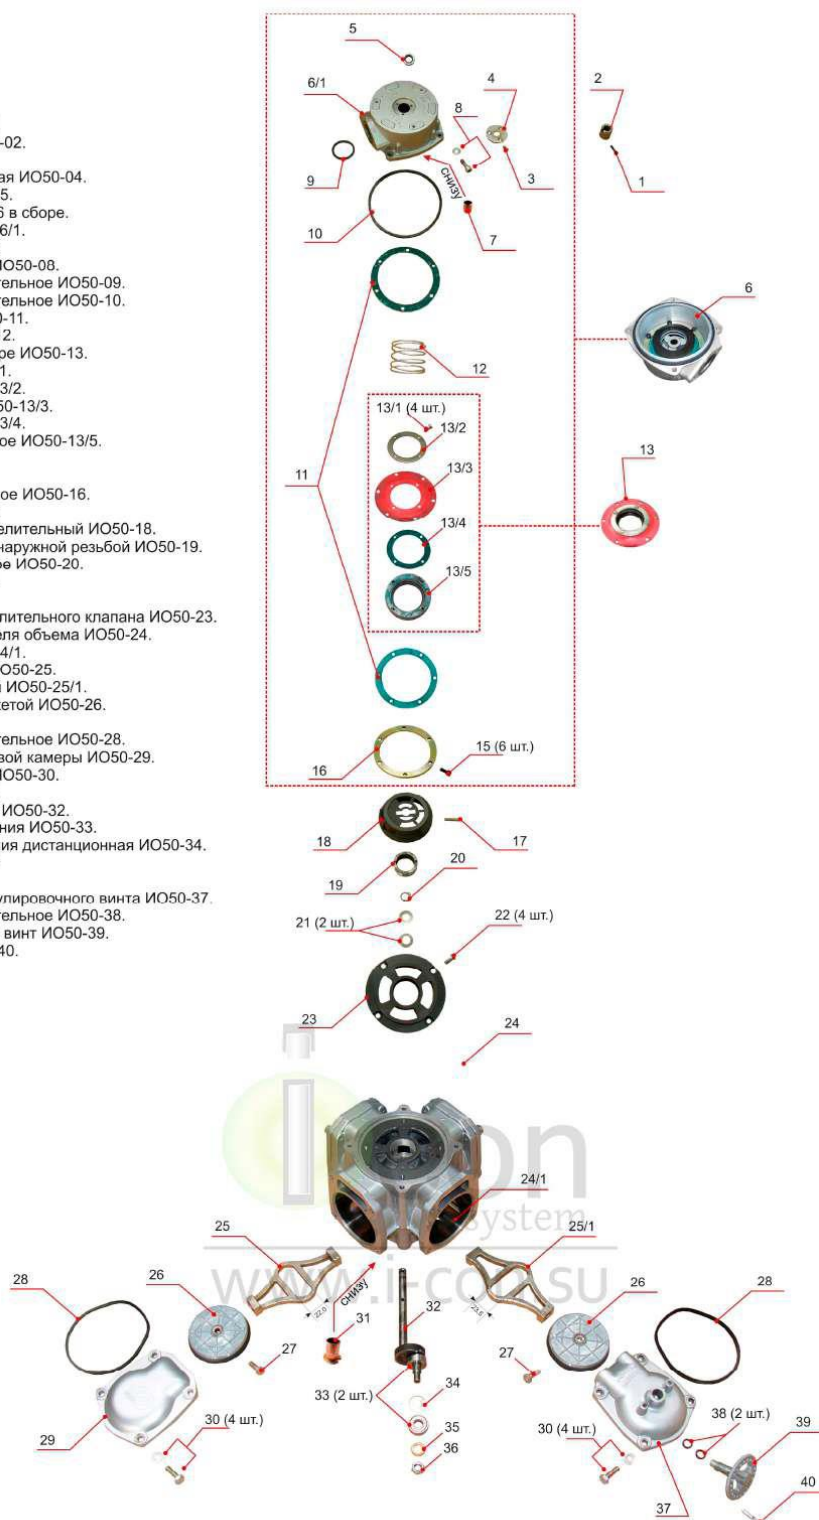 5
4
6/1
2
8
-02.
ая ИО50-04.
9
снизу
3
1
5.
6 в сборе.
6/1.
10
7
ИО50-08.
тельное ИО50-09.
тельное ИО50-10.
0-11.
12.
ре ИО50-13.
1.
3/2.
50-13/3.
3/4.
ое ИО50-13/5.
6
12
13/1 (4 шт.)
13/2
13/3
13
11
13/4
13/5
ое ИО50-16.
елительный ИО50-18.
наружной резьбой ИО50-19.
ое ИО50-20.
лительного клапана ИО50-23.
еля объема ИО50-24.
4/1.
ИО50-25.
и ИО50-25/1.
етой ИО50-26.
тельное ИО50-28.
вой камеры ИО50-29.
ИО50-30.
ИО50-32.
ния ИО50-33.
ия дистанционная ИО50-34.
улировочного винта ИО50-37.
тельное ИО50-38.
винт ИО50-39.
40.
15 (6 шт.)
16
18
17
19
20
21 (2 шт.)
22 (4 шт.)
23
24
i-con
system
www.i-con.su
24/1
25
25/1
28
26
22,0
снизу
31
32
23,6
26
28
27
27
33 (2 шт.)
34
29
30 (4 шт.)
35
36
30 (4 шт.)
38 (2 шт.)
39
37
40